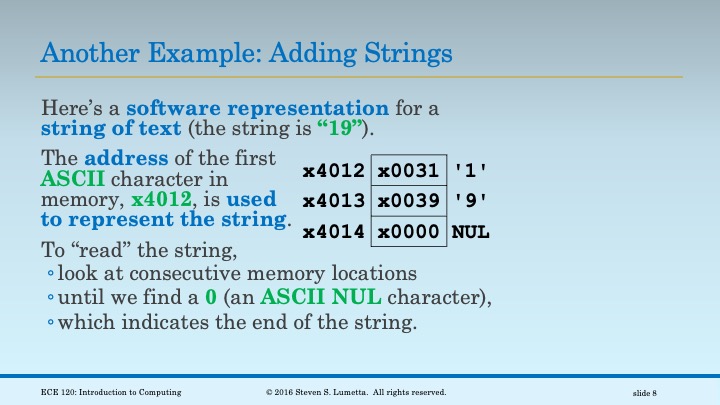 Another Example: Adding Strings
Here's a software representation for a
string of text (the string is “19”).
The address of the first
ASCII character in
memory, x4012, is used
to represent the string.
x4012 x0031 '1'
x4013 x0039 '9'
x4014 x0000 NUL
To “read” the string,
◦look at consecutive memory locations
◦until we find a 0 (an ASCII NUL character),
◦which indicates the end of the string.
ECE 120: Introduction to Computing © 2016 Steven S. Lumetta. All rights reserved. slide 8